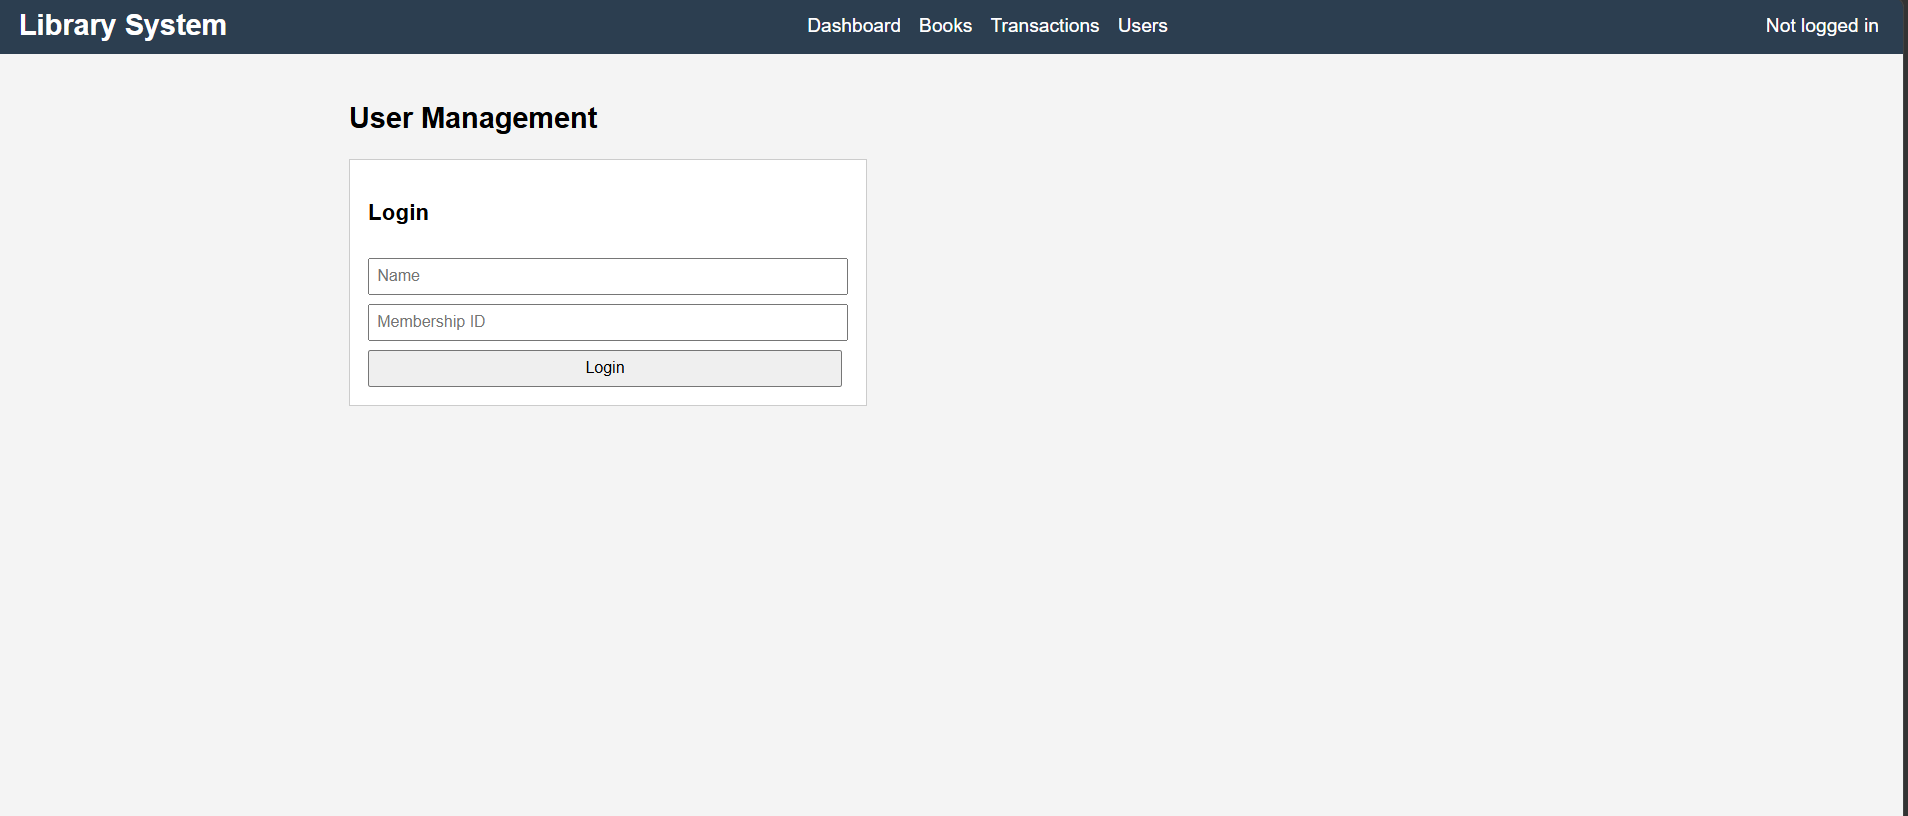 Library System Dashboard Books Transactions Users Not logged in
User Management
Login
Name
Membership ID
Login